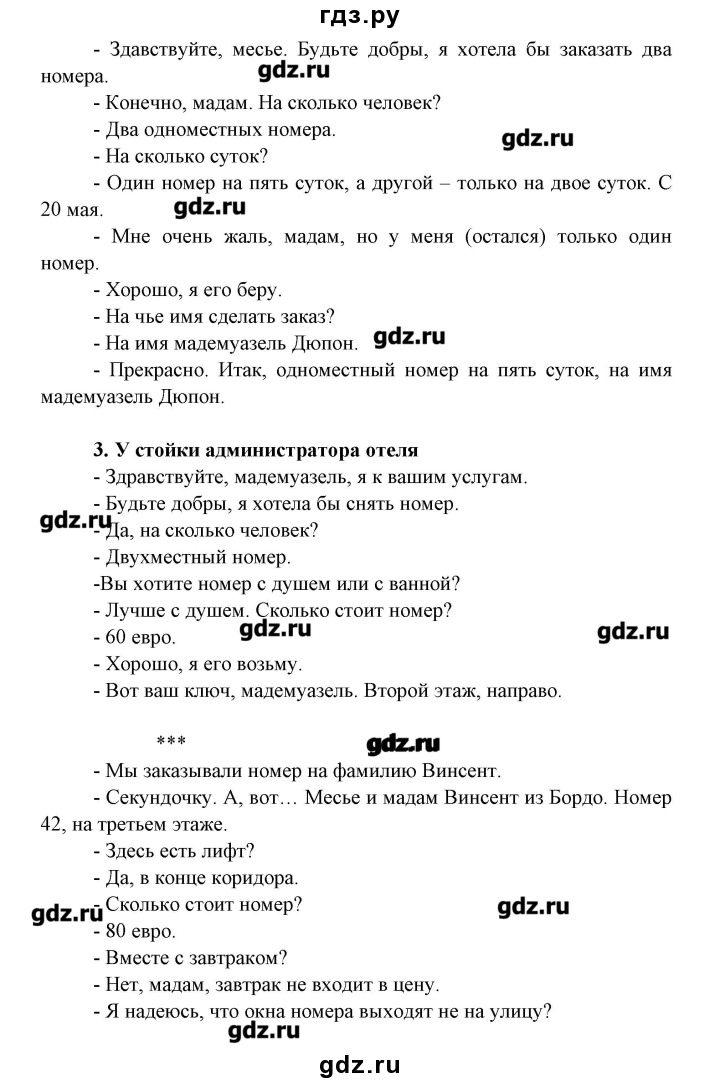 гдз.ру
- Здавствуйте, месье. Будьте добры, я хотела бы заказать два
номера.
gdz.ru
- Конечно, мадам. На сколько человек?
- Два одноместных номера.
gdz.ru
- На сколько суток?
- Один номер на пять суток, а другой – только на двое суток. С
20 мая.
gdz.ru
- Мне очень жаль, мадам, но у меня (остался) только один
номер.
- Хорошо, я его беру.
- На чье имя сделать заказ?
- На имя мадемуазель Дюпон.
gdz.ru
- Прекрасно. Итак, одноместный номер на пять суток, на имя
мадемуазель Дюпон.
3. У стойки администратора отеля
- Здравствуйте, мадемуазель, я к вашим услугам.
- Будьте добры, я хотела бы снять номер.
gdz.ru
- Да, на сколько человек?
- Двухместный номер.
-Вы хотите номер с душем или с ванной?
- Лучше с душем. Сколько стоит номер?
gdz.ru
gdz.ru
- 60 евро.
- Хорошо, я его возьму.
- Вот ваш ключ, мадемуазель. Второй этаж, направо.
***
gdz.ru
- Мы заказывали номер на фамилию Винсент.
- Секундочку. А, вот… Месье и мадам Винсент из Бордо. Номер
42, на третьем этаже.
- Здесь есть лифт?
- Да, в конце коридора.
gdz.ru
- Сколько стоит номер?
gdz.ru
- 80 евро.
- Вместе с завтраком?
- Нет, мадам, завтрак не входит в цену.
- Я надеюсь, что окна номера выходят не на улицу?
gdz.ru
gdz.ru